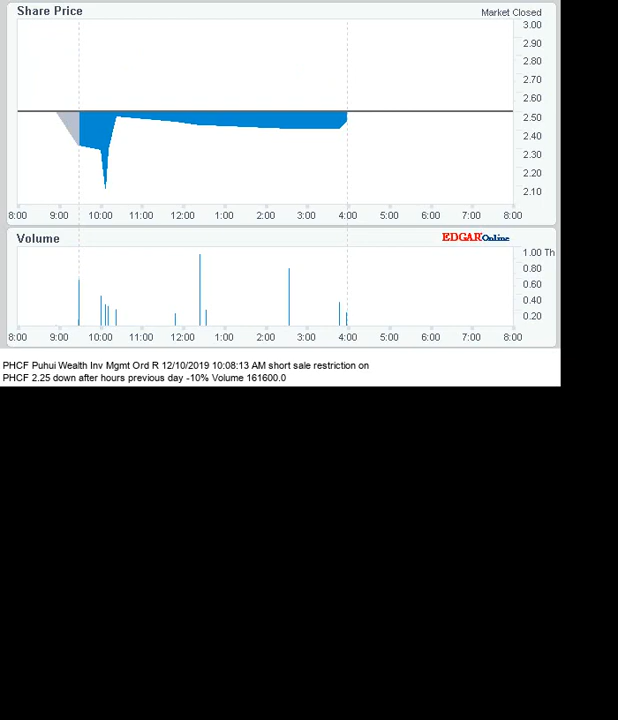 Share Price
Market Closed
3.00
2.90
2.80
2.70
2.60
2.50
2.40
2.30
2.20
2.10
8:00 9:00 10:00 11:00 12:00 1:00 2:00 3:00 4:00 5:00 6:00 7:00 8:00
Volume
EDGAR Online
1.00 Th
0.80
0.60
0.40
0.20
8:00 9:00 10:00 11:00 12:00 1:00 2:00 3:00 4:00 5:00 6:00 7:00 8:00
PHCF Puhui Wealth Inv Mgmt Ord R 12/10/2019 10:08:13 AM short sale restriction on
PHCF 2.25 down after hours previous day -10% Volume 161600.0